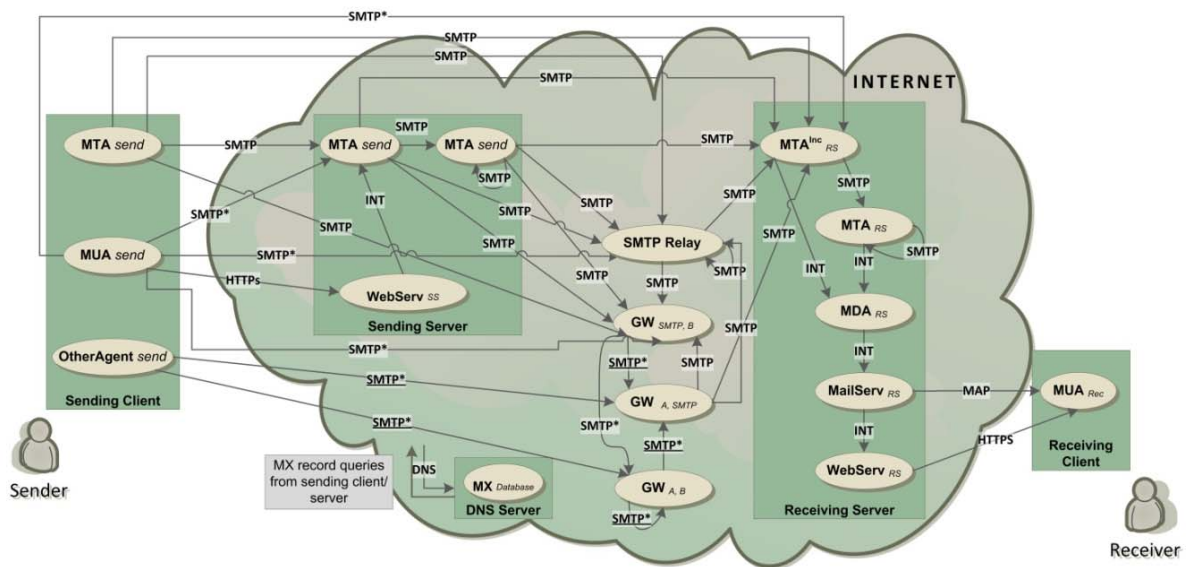 SMTP*
SMTP
SMTP
SMTP
INTERNET
MTA send
SMTP
MTA send
SMTP
MTA send
SMTP
SMTP
MTA Inc RS
INT
SMTP
SMTP
SMTP
SMTP
SMTP*
SMTP
SMTP
SMTP
SMTP
MTA RS
SMTP
MUA send
SMTP*
SMTP Relay
HTTPs
SMTP
SMTP
SMTP
INT
INT
WebServ SS
Sending Server
GW SMTP, B
MDA RS
OtherAgent send
SMTP*
SMTP*
SMTP
SMTP
INT
SMTP*
GW A, SMTP
MailServ RS
MAP
MUA Rec
Sending Client
SMTP*
SMTP*
SMTP*
INT
HTTPS
Receiving
Client
MX record queries
from sending client/
server
DNS
MX Database
DNS Server
GW A, B
SMTP*
WebServ RS
Receiving Server
Sender
Receiver